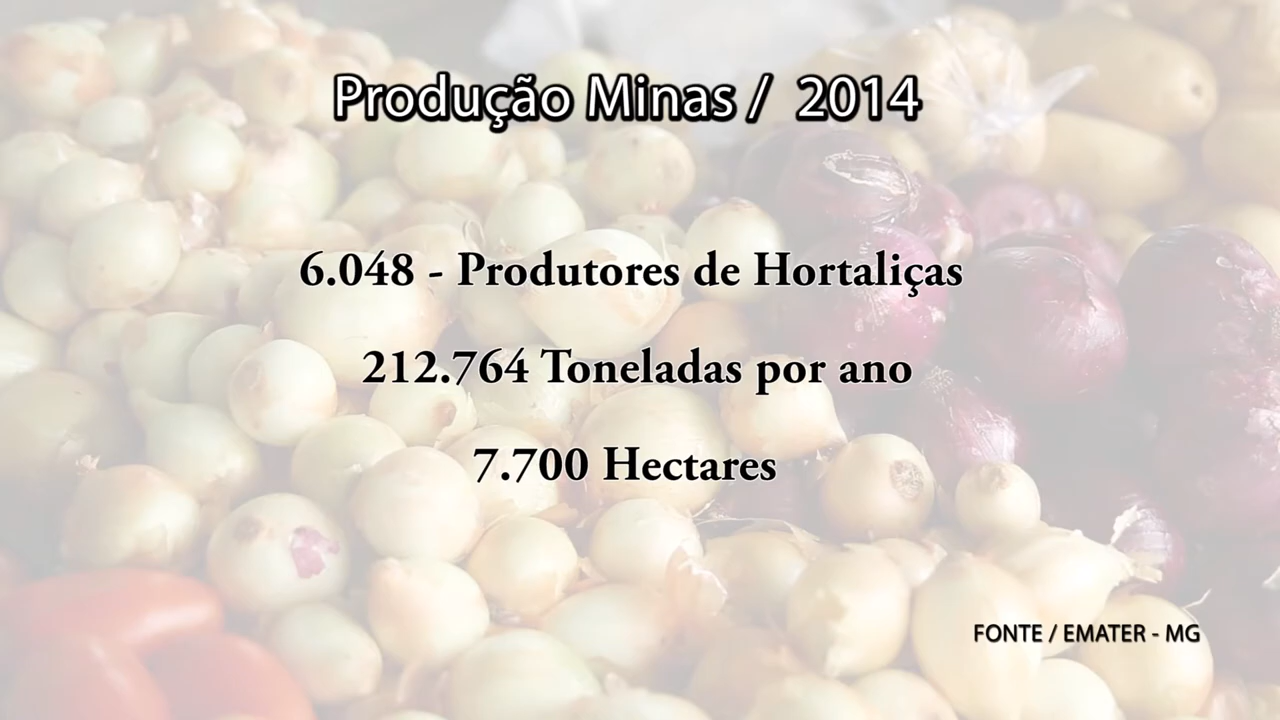 Produção Minas / 2014
6.048 - Produtores de Hortaliças
212.764 Toneladas por ano
7.700 Hectares
FONTE / EMATER - MG